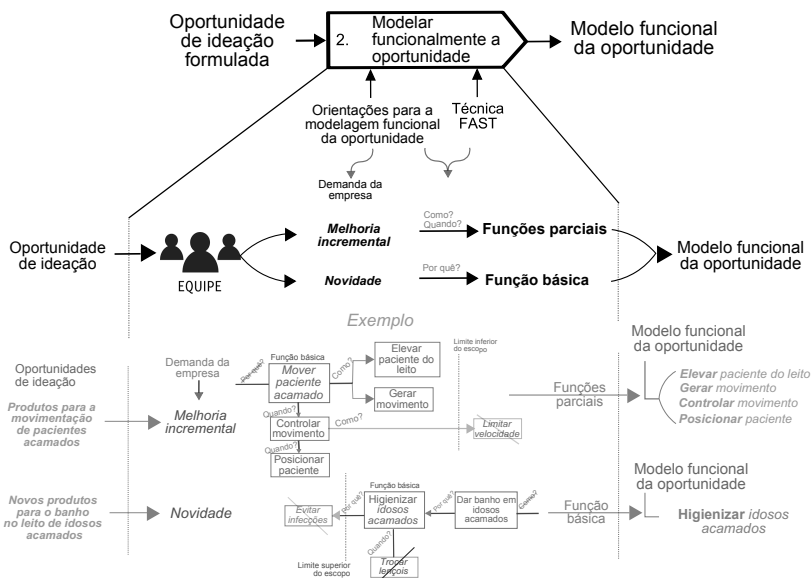 Oportunidade
de ideação
formulada
2. Modelar
funcionalmente a
oportunidade
Modelo funcional
da oportunidade
Orientações para a
modelagem funcional
da oportunidade
Técnica
FAST
Demanda da
empresa
Oportunidade
de ideação
EQUIPE
Melhoria
incremental
Como?
Quando?
Funções parciais
Novidade
Por quê?
Função básica
Modelo funcional
da oportunidade
Exemplo
Oportunidades
de ideação
Produtos para a
movimentação de
pacientes
acamados
Demanda da
empresa
Melhoria
incremental
Por quê?
Função básica
Mover
paciente
acamado
Como?
Elevar
paciente do
leito
Gerar
movimento
Quando?
Controlar
movimento
Como?
Quando?
Posicionar
paciente
Limite inferior
do escopo
Limitar
velocidade
Funções
parciais
Modelo funcional
da oportunidade
Elevar paciente do leito
Gerar movimento
Controlar movimento
Posicionar paciente
Novos produtos
para o banho
no leito de idosos
acamados
Novidade
Evitar
infecções
Por quê?
Função básica
Higienizar
idosos
acamados
Por quê?
Dar banho em
idosos
acamados
Como?
Quando?
Trocar
lençois
Limite superior
do escopo
Função
básica
Modelo funcional
da oportunidade
Higienizar idosos
acamados